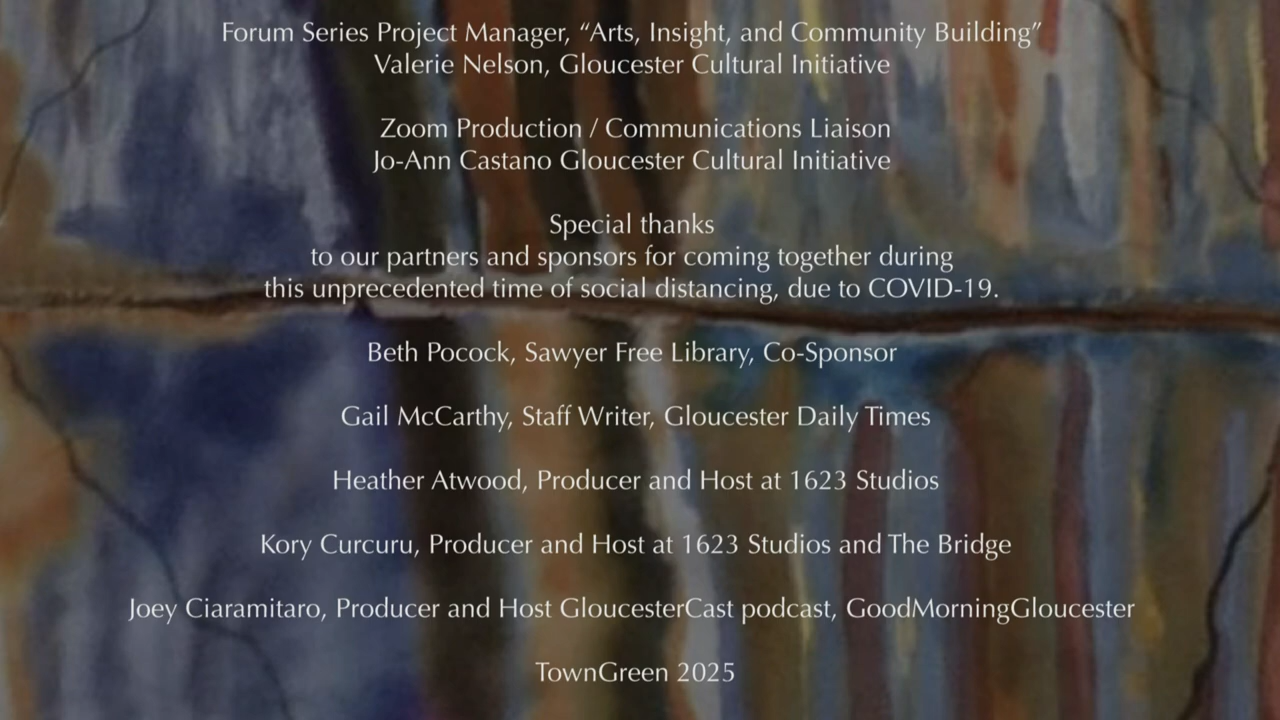 Forum Series Project Manager, “Arts, Insight, and Community Building”
Valerie Nelson, Gloucester Cultural Initiative
Zoom Production / Communications Liaison
Jo-Ann Castano Gloucester Cultural Initiative
Special thanks
to our partners and sponsors for coming together during
this unprecedented time of social distancing, due to COVID-19.
Beth Pocock, Sawyer Free Library, Co-Sponsor
Gail McCarthy, Staff Writer, Gloucester Daily Times
Heather Atwood, Producer and Host at 1623 Studios
Kory Curcuru, Producer and Host at 1623 Studios and The Bridge
Joey Ciaramitaro, Producer and Host GloucesterCast podcast, GoodMorningGloucester
TownGreen 2025